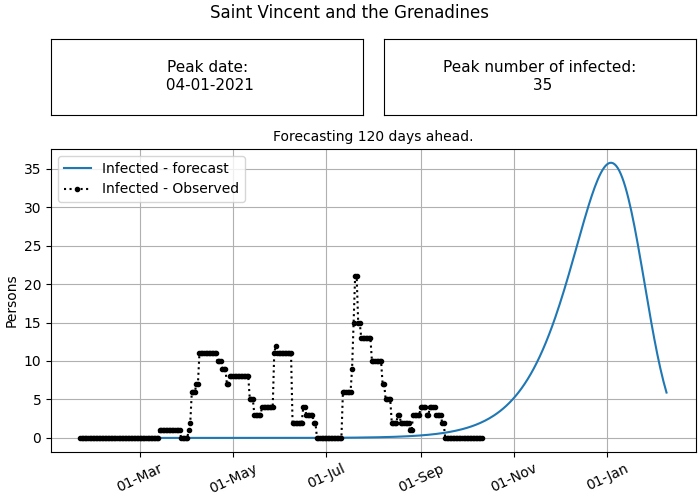 Saint Vincent and the Grenadines
Peak date:
04-01-2021
Peak number of infected:
35
Forecasting 120 days ahead.
Infected - forecast
Infected - Observed
Persons
35
30
25
20
15
10
5
0
01-Mar
01-May
01-Jul
01-Sep
01-Nov
01-Jan